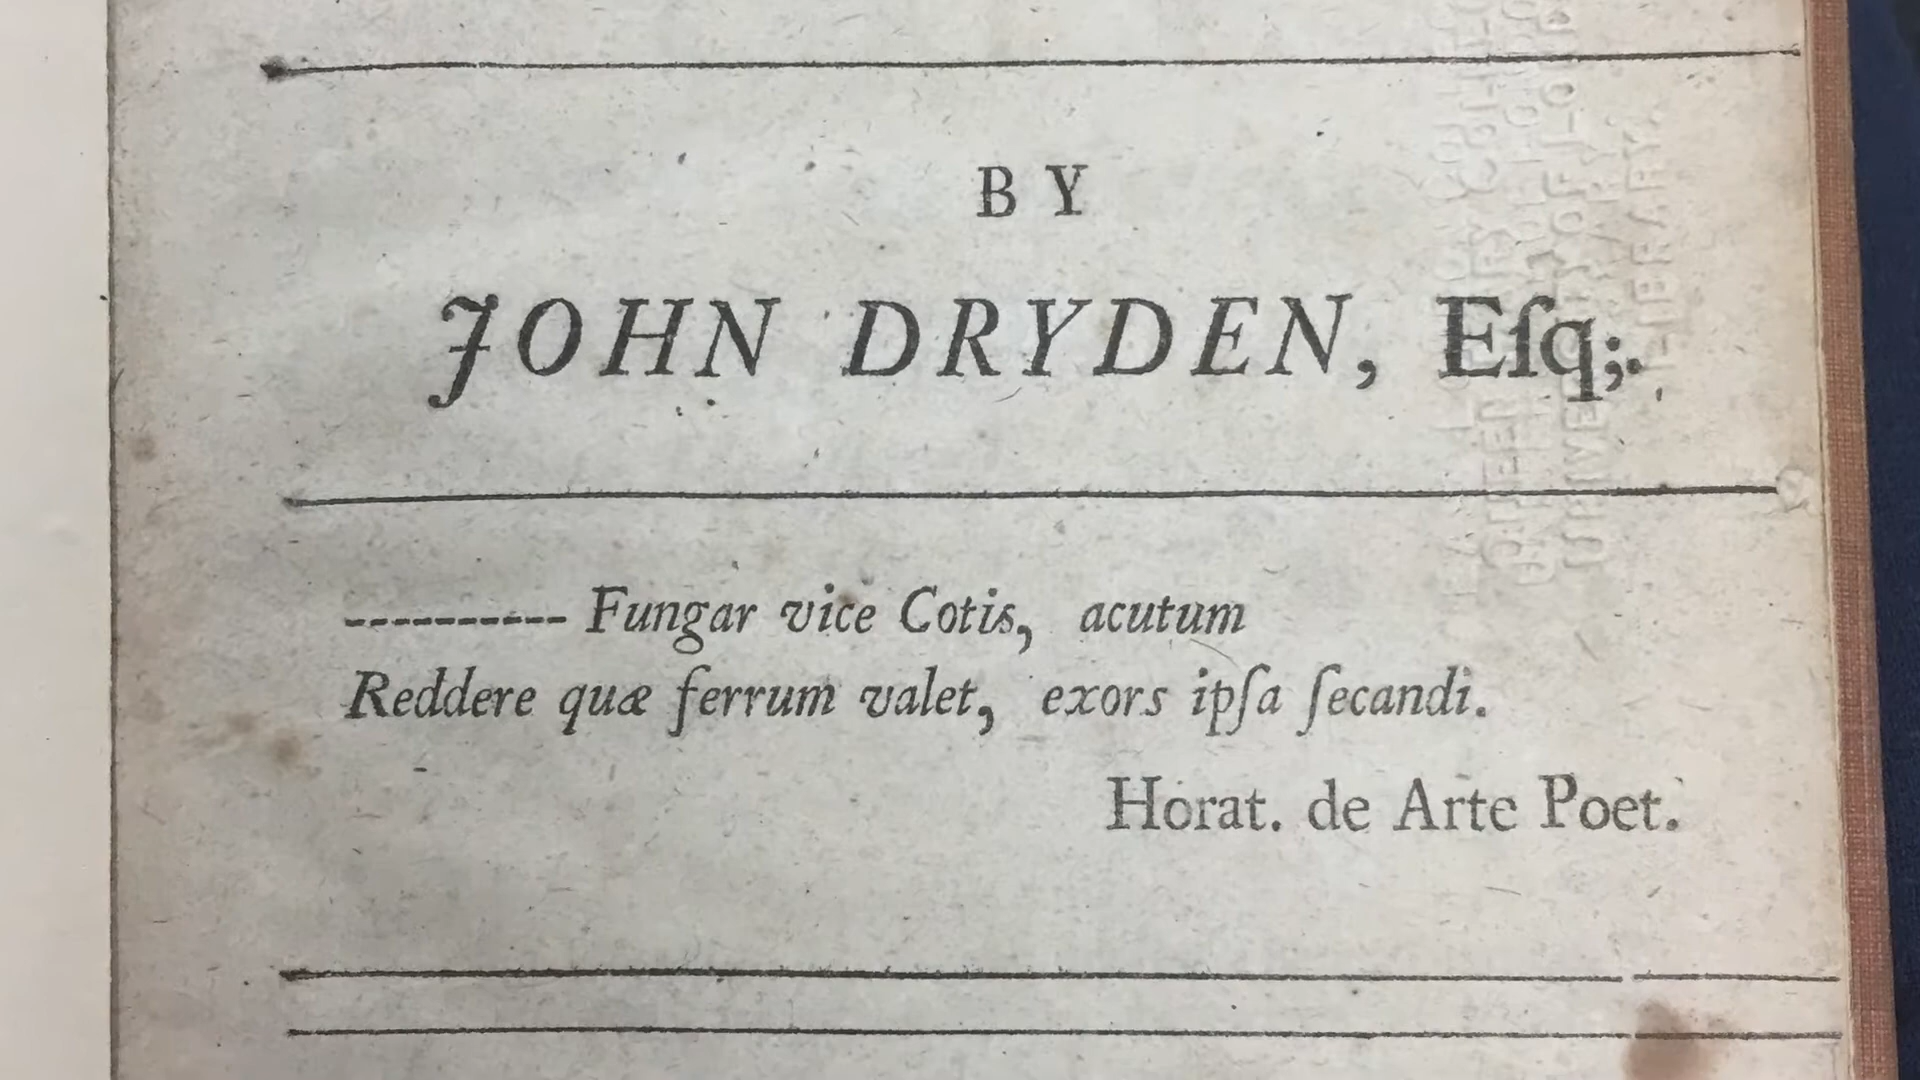 BY
JOHN DRYDEN, Eſq;.
---------- Fungar vice Cotis, acutum
Reddere quæ ferrum valet, exors ipſa ſecandi.
Horat. de Arte Poet.
LIBRARY.